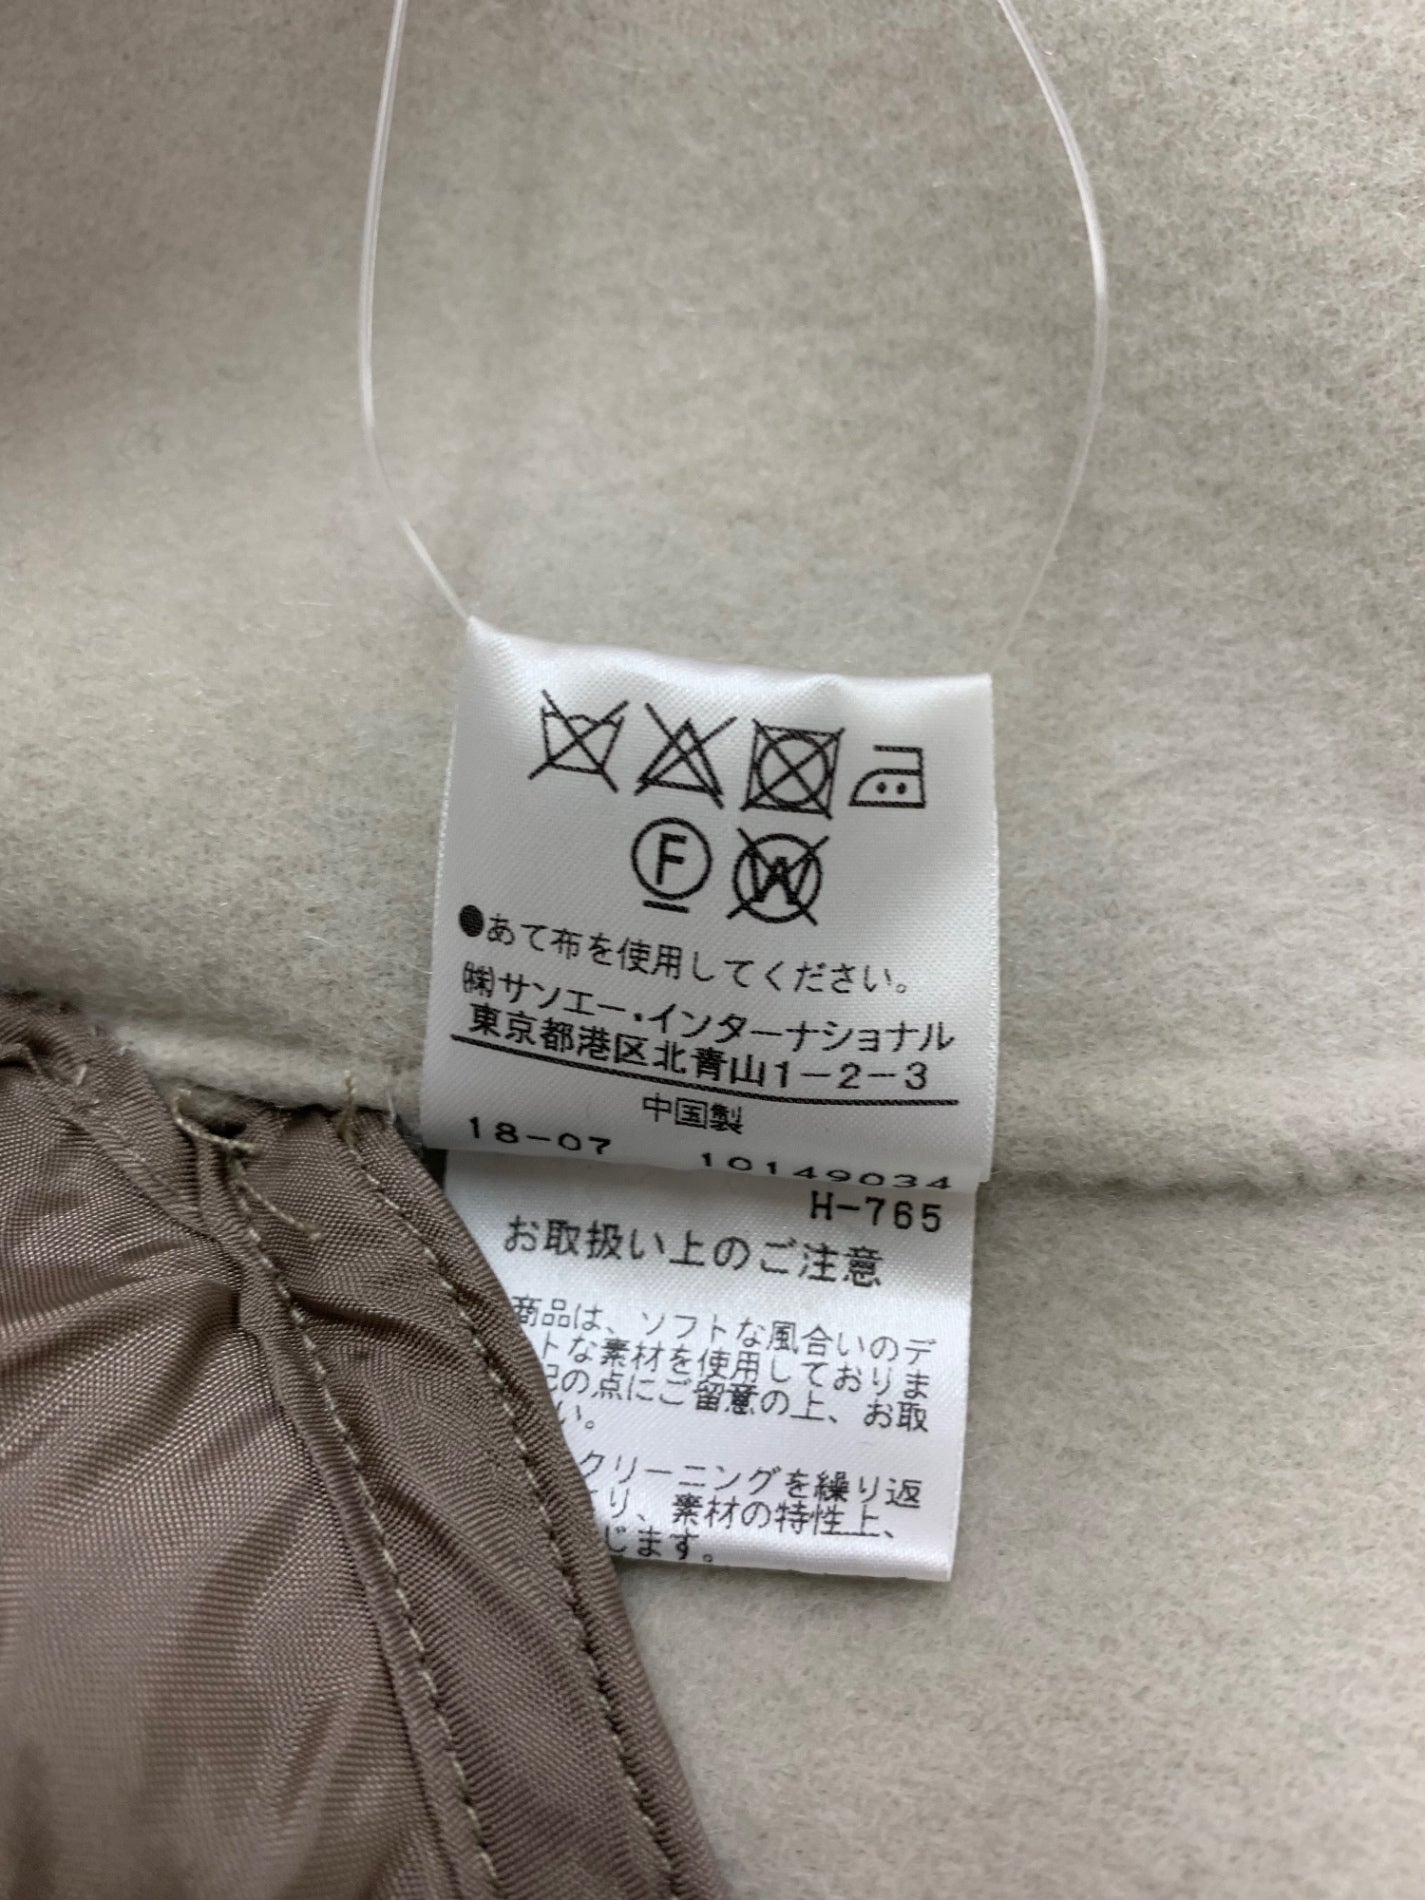 F W
●あて布を使用してください。
㈱サンエー・インターナショナル
東京都港区北青山1-2-3
中国製
18-07 10149034
H-765
お取扱い上のご注意
商品は、ソフトな風合いのデ
トな素材を使用しておりま
記の点にご留意の上、お取
い。
クリーニングを繰り返
より、素材の特性上、
じます。